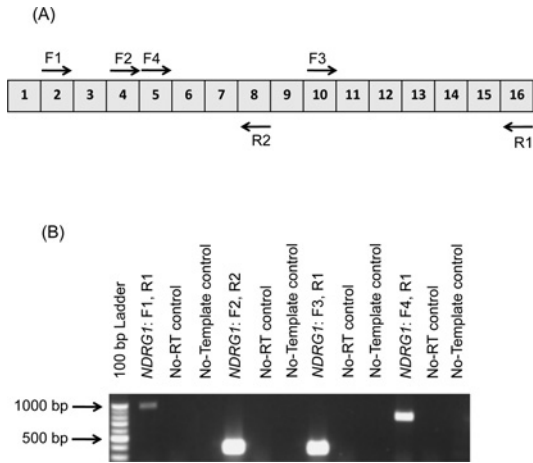 (A)
F1 F2 F4 F3
1 2 3 4 5 6 7 8 9 10 11 12 13 14 15 16
R2 R1
(B)
100 bp Ladder
NDRG1: F1, R1
No-RT control
No-Template control
NDRG1: F2, R2
No-RT control
No-Template control
NDRG1: F3, R1
No-RT control
No-Template control
NDRG1: F4, R1
No-RT control
No-Template control
1000 bp
500 bp